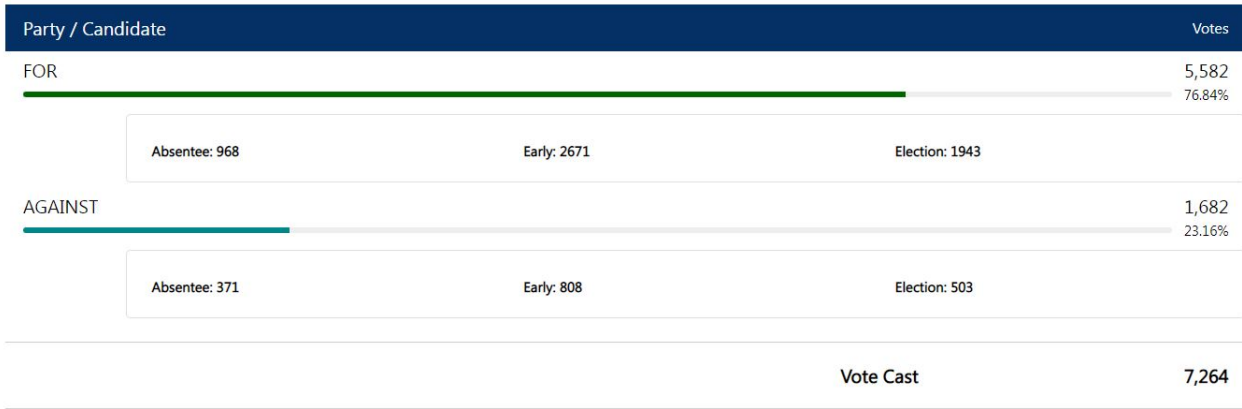 Party / Candidate Votes
FOR 5,582
76.84%
Absentee: 968 Early: 2671 Election: 1943
AGAINST 1,682
23.16%
Absentee: 371 Early: 808 Election: 503
Vote Cast 7,264